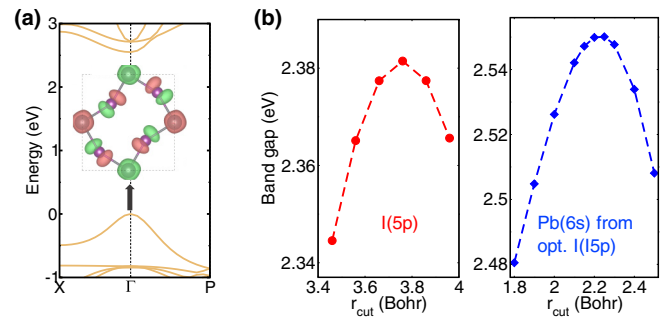 (a)
3
2
1
0
-1
Energy (eV)
X
Γ
P
(b)
2.38
2.36
2.34
Band gap (eV)
I(5p)
3.4
3.6
3.8
4
r_cut (Bohr)
2.54
2.52
2.5
2.48
Pb(6s) from
opt. I(I5p)
1.8
2
2.2
2.4
r_cut (Bohr)